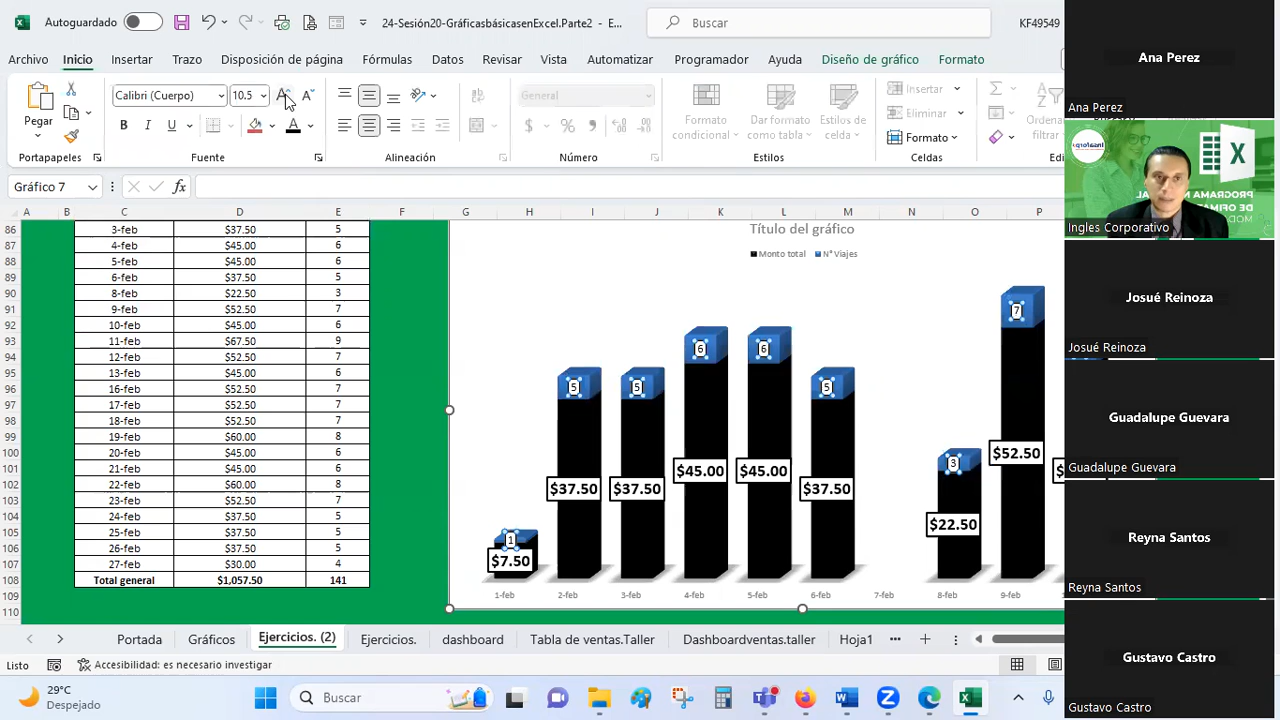 Autoguardado
24-Sesión20-GráficasbásicasenExcel.Parte2 - E...
Buscar
KF49549
Archivo Inicio Insertar Trazo Disposición de página Fórmulas Datos Revisar Vista Automatizar Programador Ayuda Diseño de gráfico Formato
Pegar
Calibri (Cuerpo) 10.5
N K S
General
$ % 000
Formato condicional
Dar formato como tabla
Estilos de celda
Insertar
Eliminar
Formato
Ordenar
filtrar
Portapapeles Fuente Alineación Número Estilos Celdas
Gráfico 7
fx
A B C D E F G H I J K L M N O P
86 3-feb $37.50 5
87 4-feb $45.00 6
88 5-feb $45.00 6
89 6-feb $37.50 5
90 8-feb $22.50 3
91 9-feb $52.50 7
92 10-feb $45.00 6
93 11-feb $67.50 9
94 12-feb $52.50 7
95 13-feb $45.00 6
96 16-feb $52.50 7
97 17-feb $52.50 7
98 18-feb $52.50 7
99 19-feb $60.00 8
100 20-feb $45.00 6
101 21-feb $45.00 6
102 22-feb $60.00 8
103 23-feb $52.50 7
104 24-feb $37.50 5
105 25-feb $37.50 5
106 26-feb $37.50 5
107 27-feb $30.00 4
108 Total general $1,057.50 141
109
110
Título del gráfico
Monto total N° Viajes
1 5 5 6 6 5 3 7
$7.50 $37.50 $37.50 $45.00 $45.00 $37.50 $22.50 $52.50
1-feb 2-feb 3-feb 4-feb 5-feb 6-feb 7-feb 8-feb 9-feb
Portada Gráficos Ejercicios. (2) Ejercicios. dashboard Tabla de ventas.Taller Dashboardventas.taller Hoja1
Listo
Accesibilidad: es necesario investigar
29°C
Despejado
Buscar
Ana Perez
Ana Perez
Ingles Corporativo
Josué Reinoza
Josué Reinoza
Guadalupe Guevara
Guadalupe Guevara
Reyna Santos
Reyna Santos
Gustavo Castro
Gustavo Castro